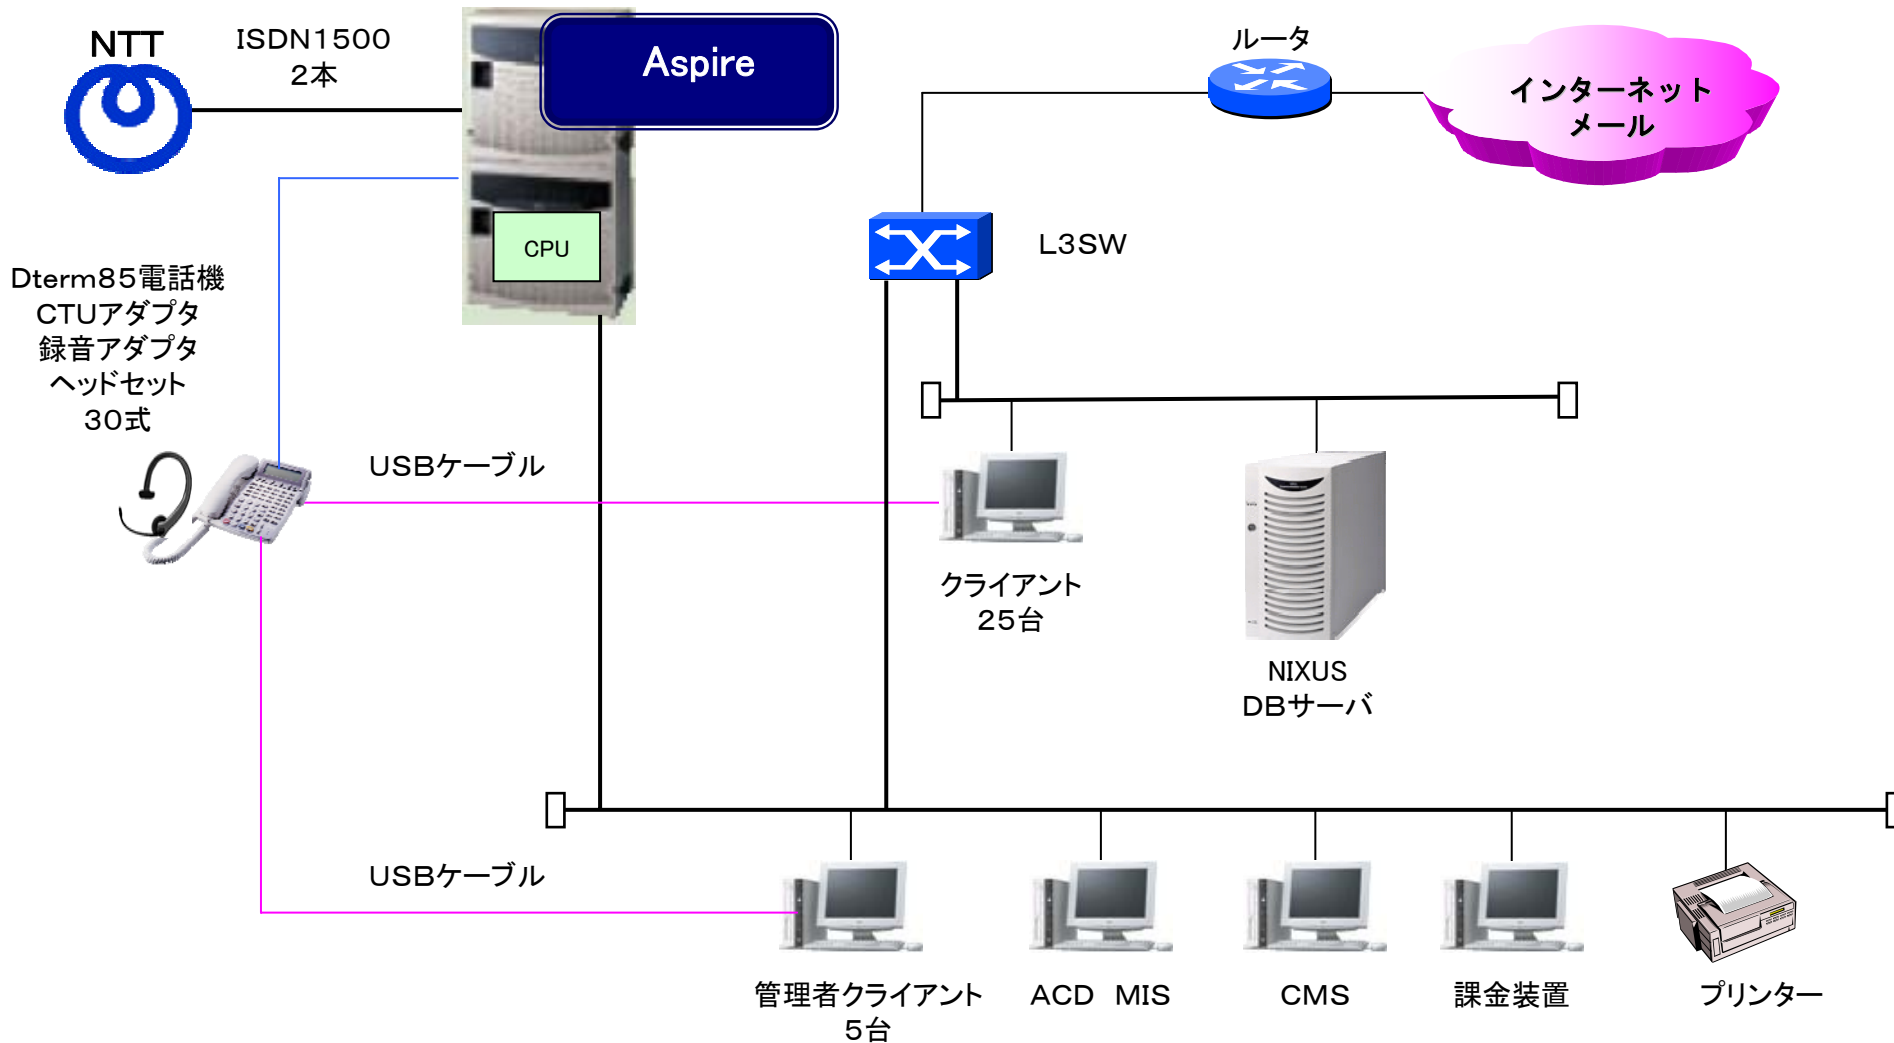 NTT
ISDN1500
2本
Aspire
CPU
ルータ
インターネット
メール
L3SW
Dterm85電話機
CTUアダプタ
録音アダプタ
ヘッドセット
30式
USBケーブル
クライアント
25台
NIXUS
DBサーバ
USBケーブル
管理者クライアント
5台
ACD MIS
CMS
課金装置
プリンター